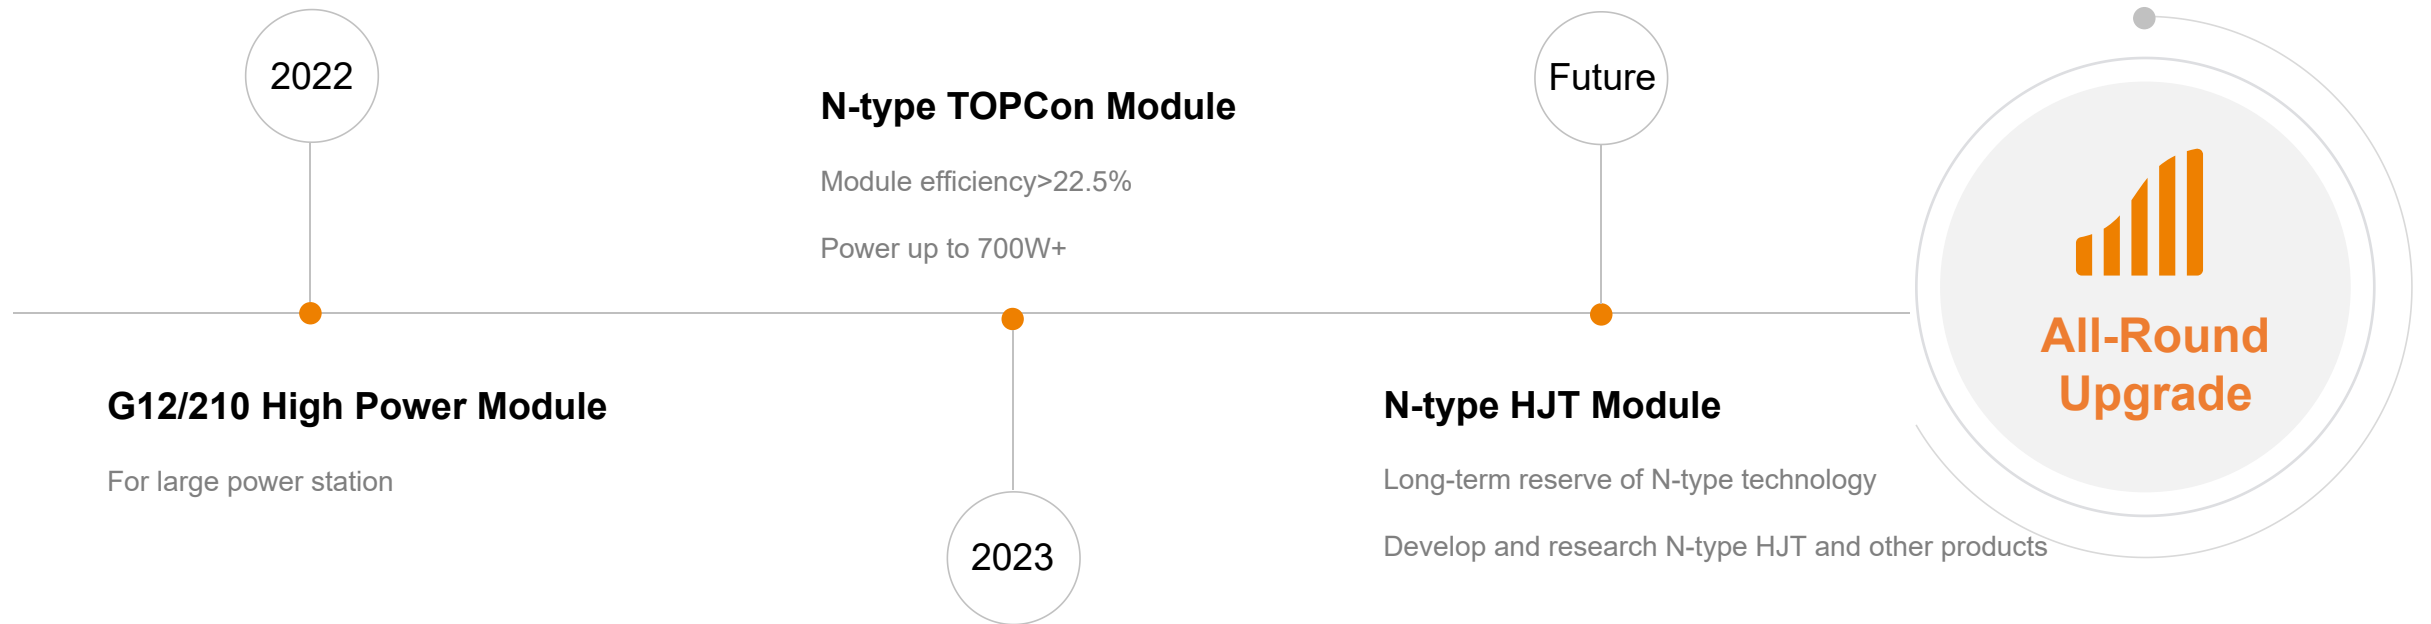 2022
G12/210 High Power Module
For large power station
N-type TOPCon Module
Module efficiency>22.5%
Power up to 700W+
2023
Future
N-type HJT Module
Long-term reserve of N-type technology
Develop and research N-type HJT and other products
All-Round
Upgrade